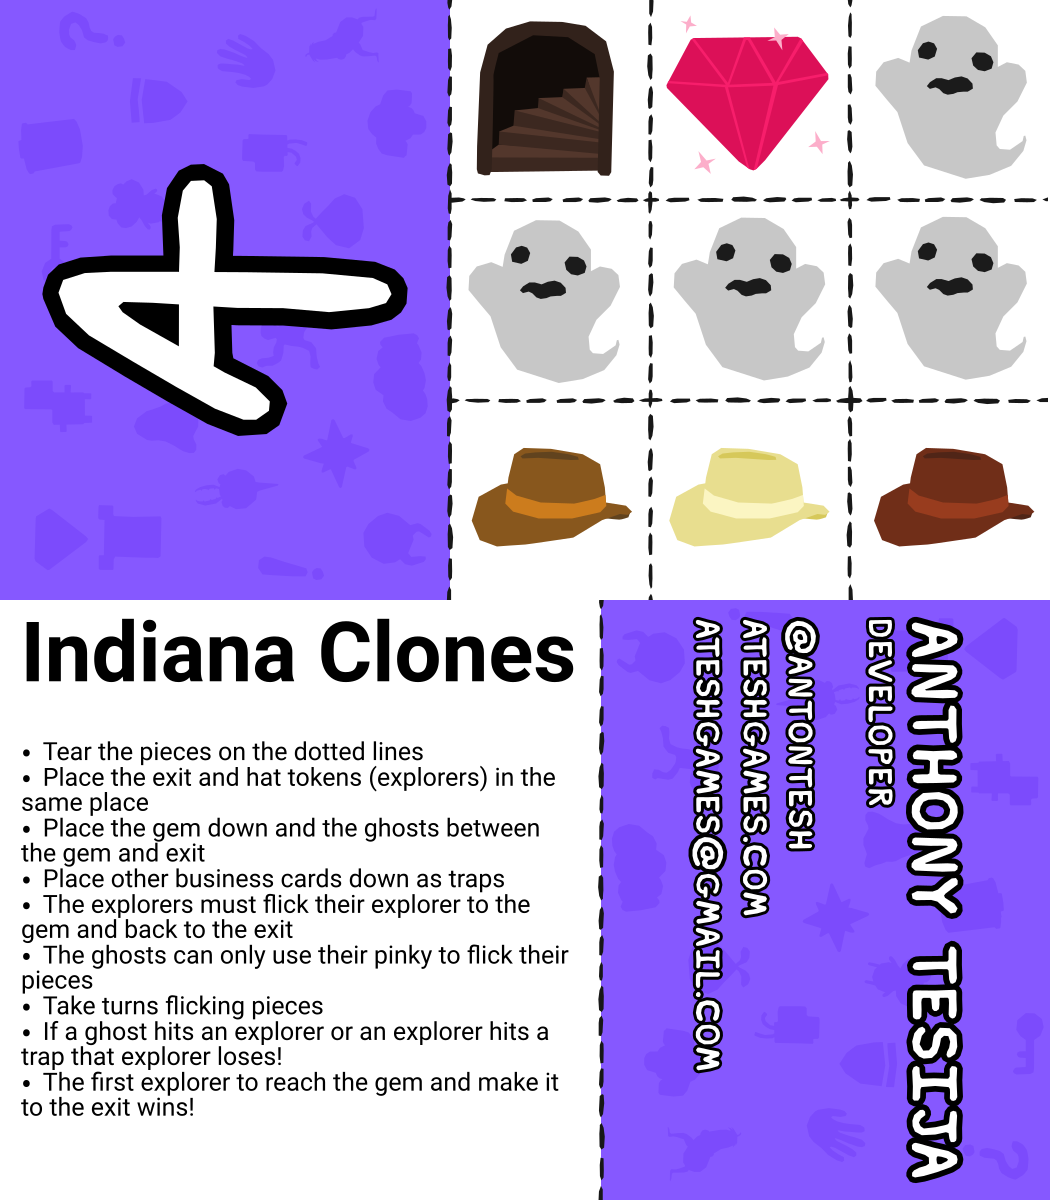 Indiana Clones
• Tear the pieces on the dotted lines
• Place the exit and hat tokens (explorers) in the
same place
• Place the gem down and the ghosts between
the gem and exit
• Place other business cards down as traps
• The explorers must flick their explorer to the
gem and back to the exit
• The ghosts can only use their pinky to flick their
pieces
• Take turns flicking pieces
• If a ghost hits an explorer or an explorer hits a
trap that explorer loses!
• The first explorer to reach the gem and make it
to the exit wins!
ANTHONY TESIJA
DEVELOPER
@ANTONTESH
ATESHGAMES.COM
ATESHGAMES@GMAIL.COM